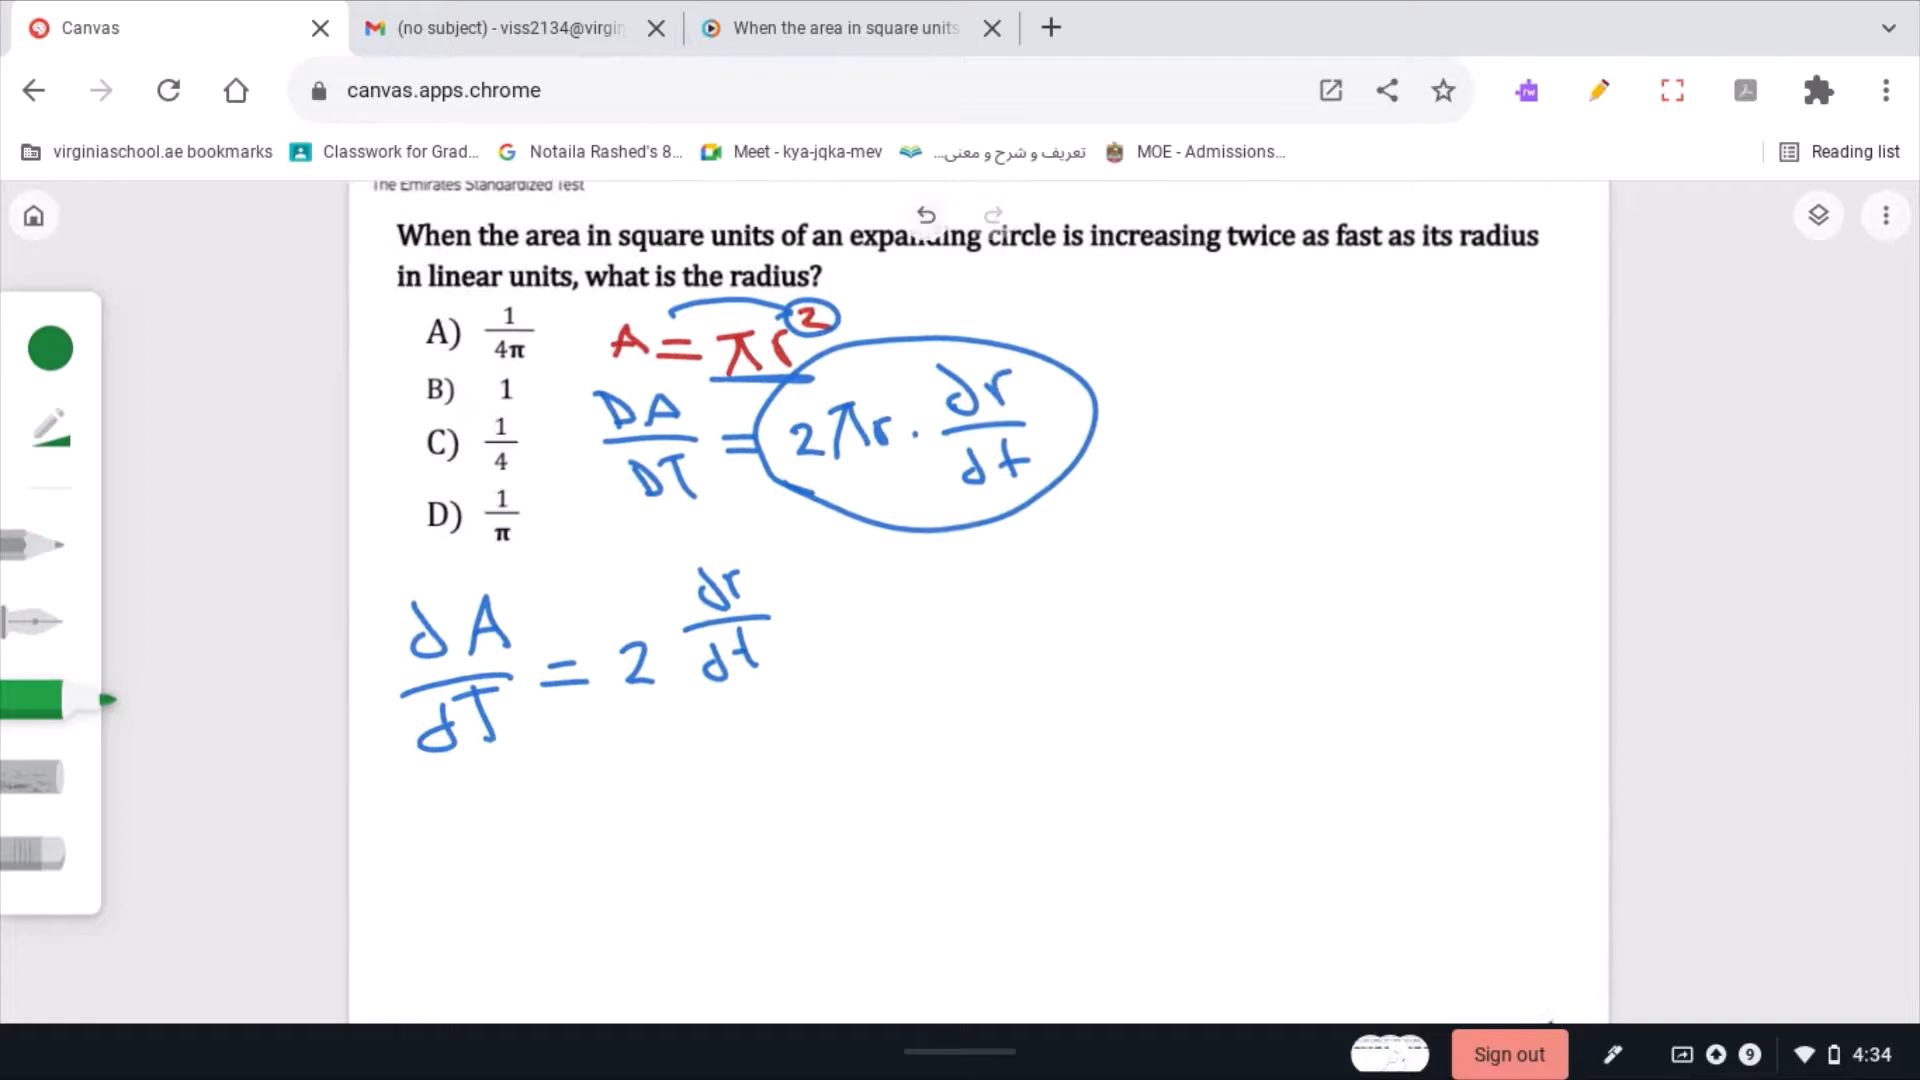 Canvas
(no subject) - viss2134@virgin
When the area in square units
canvas.apps.chrome
virginiaschool.ae bookmarks
Classwork for Grad...
Notaila Rashed's 8...
Meet - kya-jqka-mev
تعریف و شرح و معنی...
MOE - Admissions...
Reading list
The Emirates Standardized Test
When the area in square units of an expanding circle is increasing twice as fast as its radius
in linear units, what is the radius?
A) 1/4π
B) 1
C) 1/4
D) 1/π
A = πr²
DA/DT = 2πr · dr/dt
dA/dT = 2 dr/dt
Sign out
9
4:34